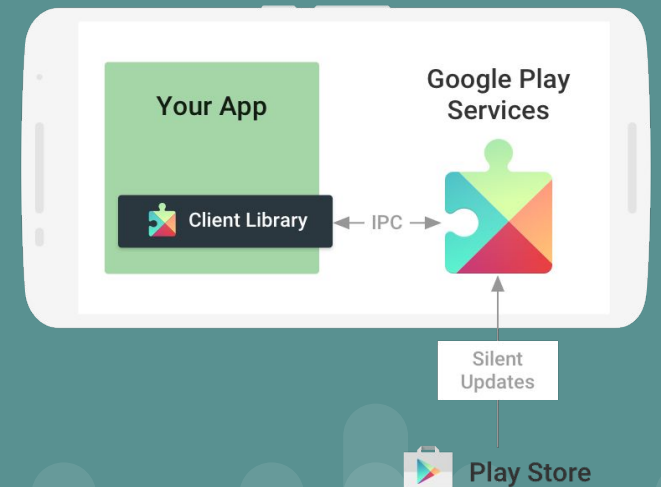 Your App
Google Play
Services
Client Library
IPC
Silent
Updates
Play Store